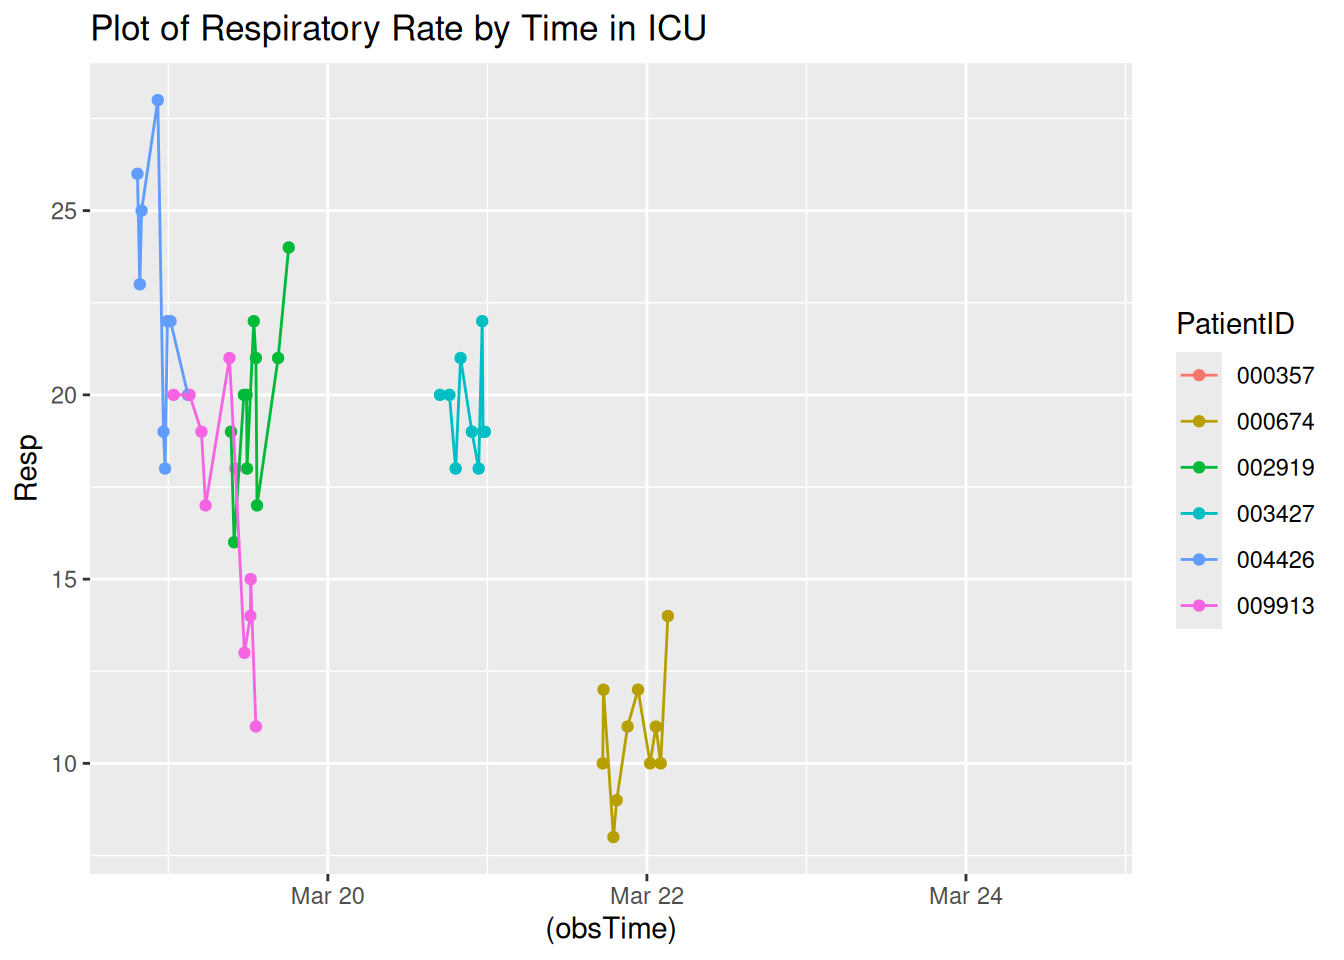 Plot of Respiratory Rate by Time in ICU
25
20
15
10
Resp
Mar 20
Mar 22
Mar 24
(obsTime)
PatientID
000357
000674
002919
003427
004426
009913